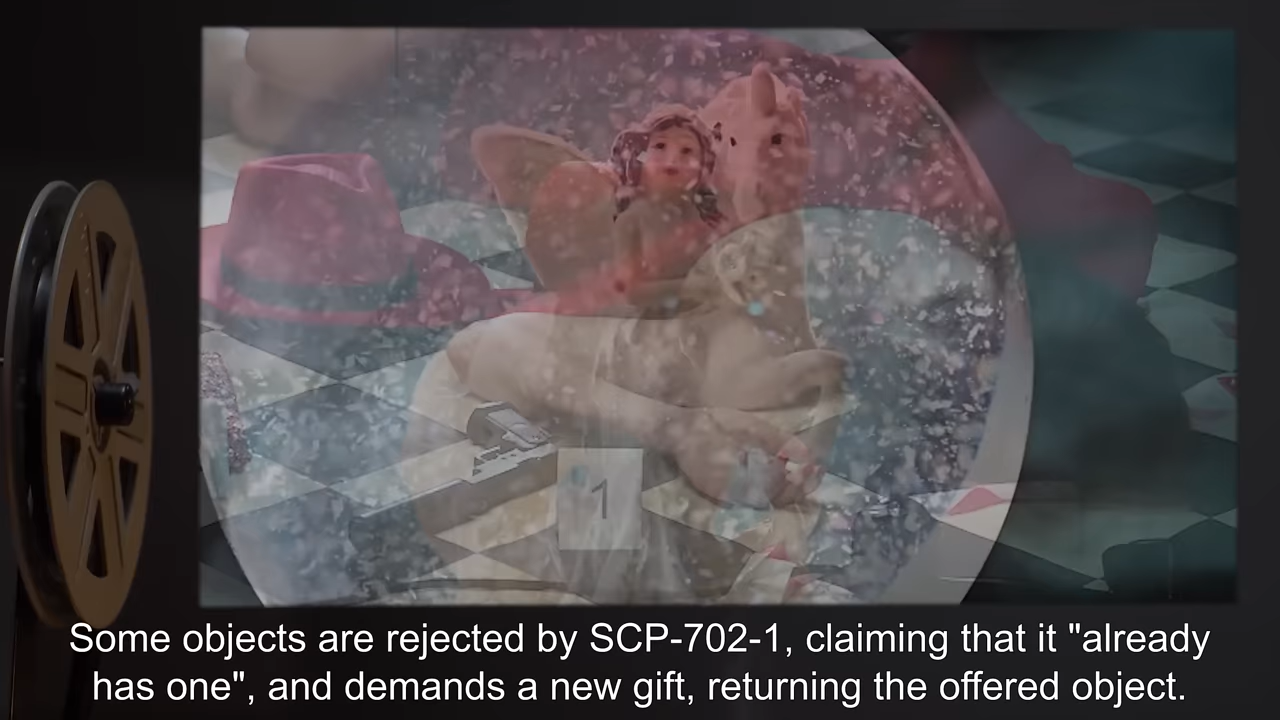 1
Some objects are rejected by SCP-702-1, claiming that it "already
has one", and demands a new gift, returning the offered object.